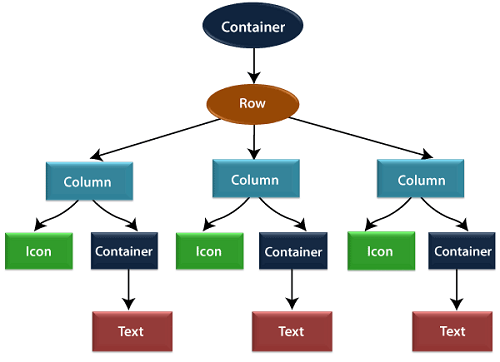 Container
Row
Column
Column
Column
Icon
Container
Icon
Container
Icon
Container
Text
Text
Text